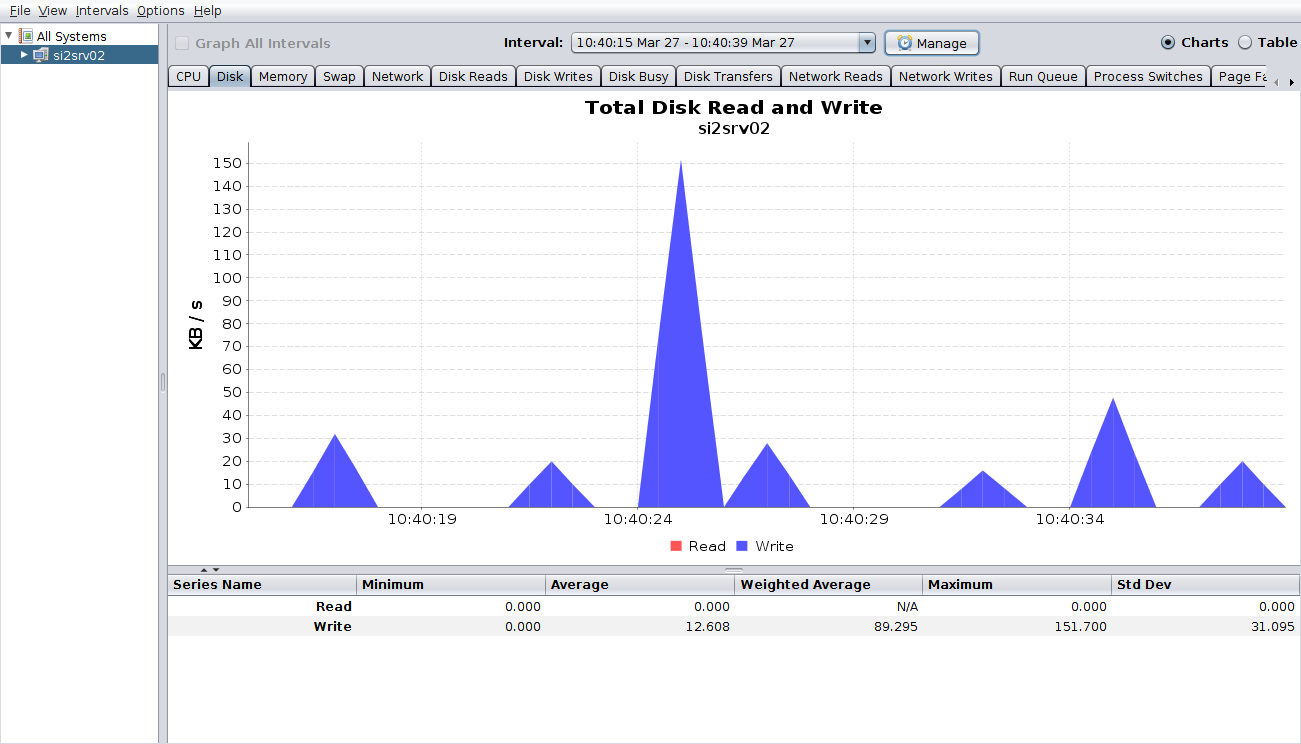 File View Intervals Options Help
All Systems
si2srv02
Graph All Intervals Interval: 10:40:15 Mar 27 - 10:40:39 Mar 27 Manage Charts Table
CPU Disk Memory Swap Network Disk Reads Disk Writes Disk Busy Disk Transfers Network Reads Network Writes Run Queue Process Switches Page Fa
Total Disk Read and Write
si2srv02
KB / s
150
140
130
120
110
100
90
80
70
60
50
40
30
20
10
0
10:40:19 10:40:24 10:40:29 10:40:34
Read Write
Series Name Minimum Average Weighted Average Maximum Std Dev
Read 0.000 0.000 N/A 0.000 0.000
Write 0.000 12.608 89.295 151.700 31.095